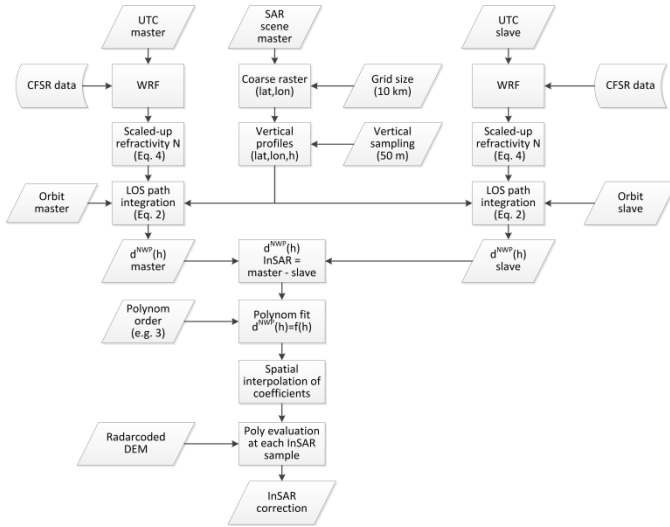 UTC
master
SAR
scene
master
UTC
slave
CFSR data
WRF
Coarse raster
(lat,lon)
Grid size
(10 km)
WRF
CFSR data
Scaled-up
refractivity N
(Eq. 4)
Vertical
profiles
(lat,lon,h)
Vertical
sampling
(50 m)
Scaled-up
refractivity N
(Eq. 4)
Orbit
master
LOS path
integration
(Eq. 2)
LOS path
integration
(Eq. 2)
Orbit
slave
d^NWP(h)
master
d^NWP(h)
InSAR =
master - slave
d^NWP(h)
slave
Polynom
order
(e.g. 3)
Polynom fit
d^NWP(h)=f(h)
Spatial
interpolation of
coefficients
Radarcoded
DEM
Poly evaluation
at each InSAR
sample
InSAR
correction